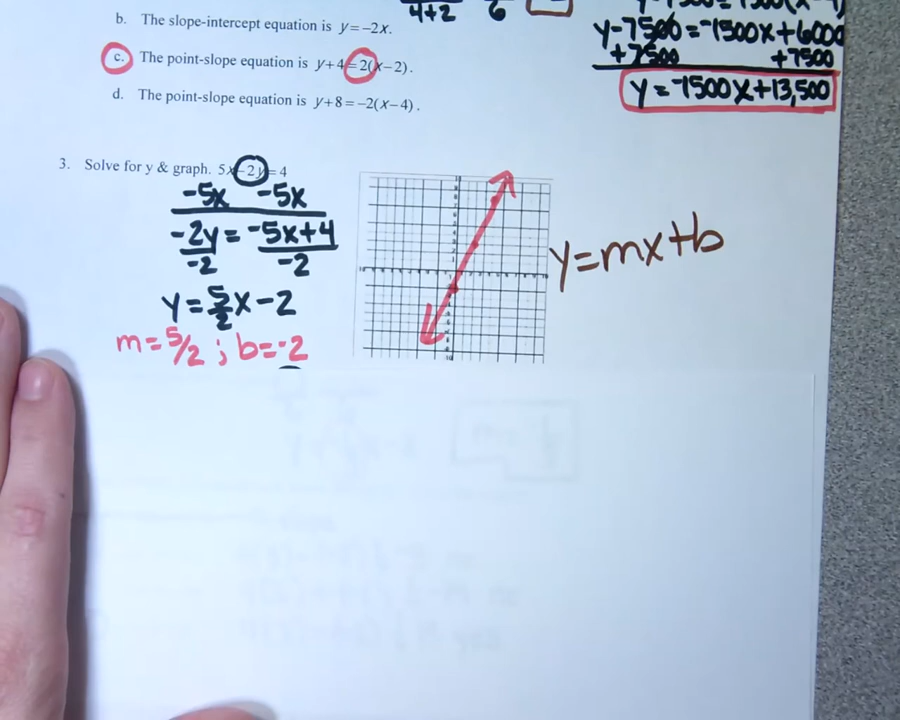 b. The slope-intercept equation is y=-2x.
c. The point-slope equation is y+4=2(x-2).
d. The point-slope equation is y+8=-2(x-4).
4+2 6
y-7500=-1500x+6000
+7500 +7500
y=-1500x+13,500
3. Solve for y & graph. 5x-2y=4
-5x -5x
-2y = -5x+4
-2 -2
y=5/2x-2
m=5/2 ; b=-2
y=mx+b